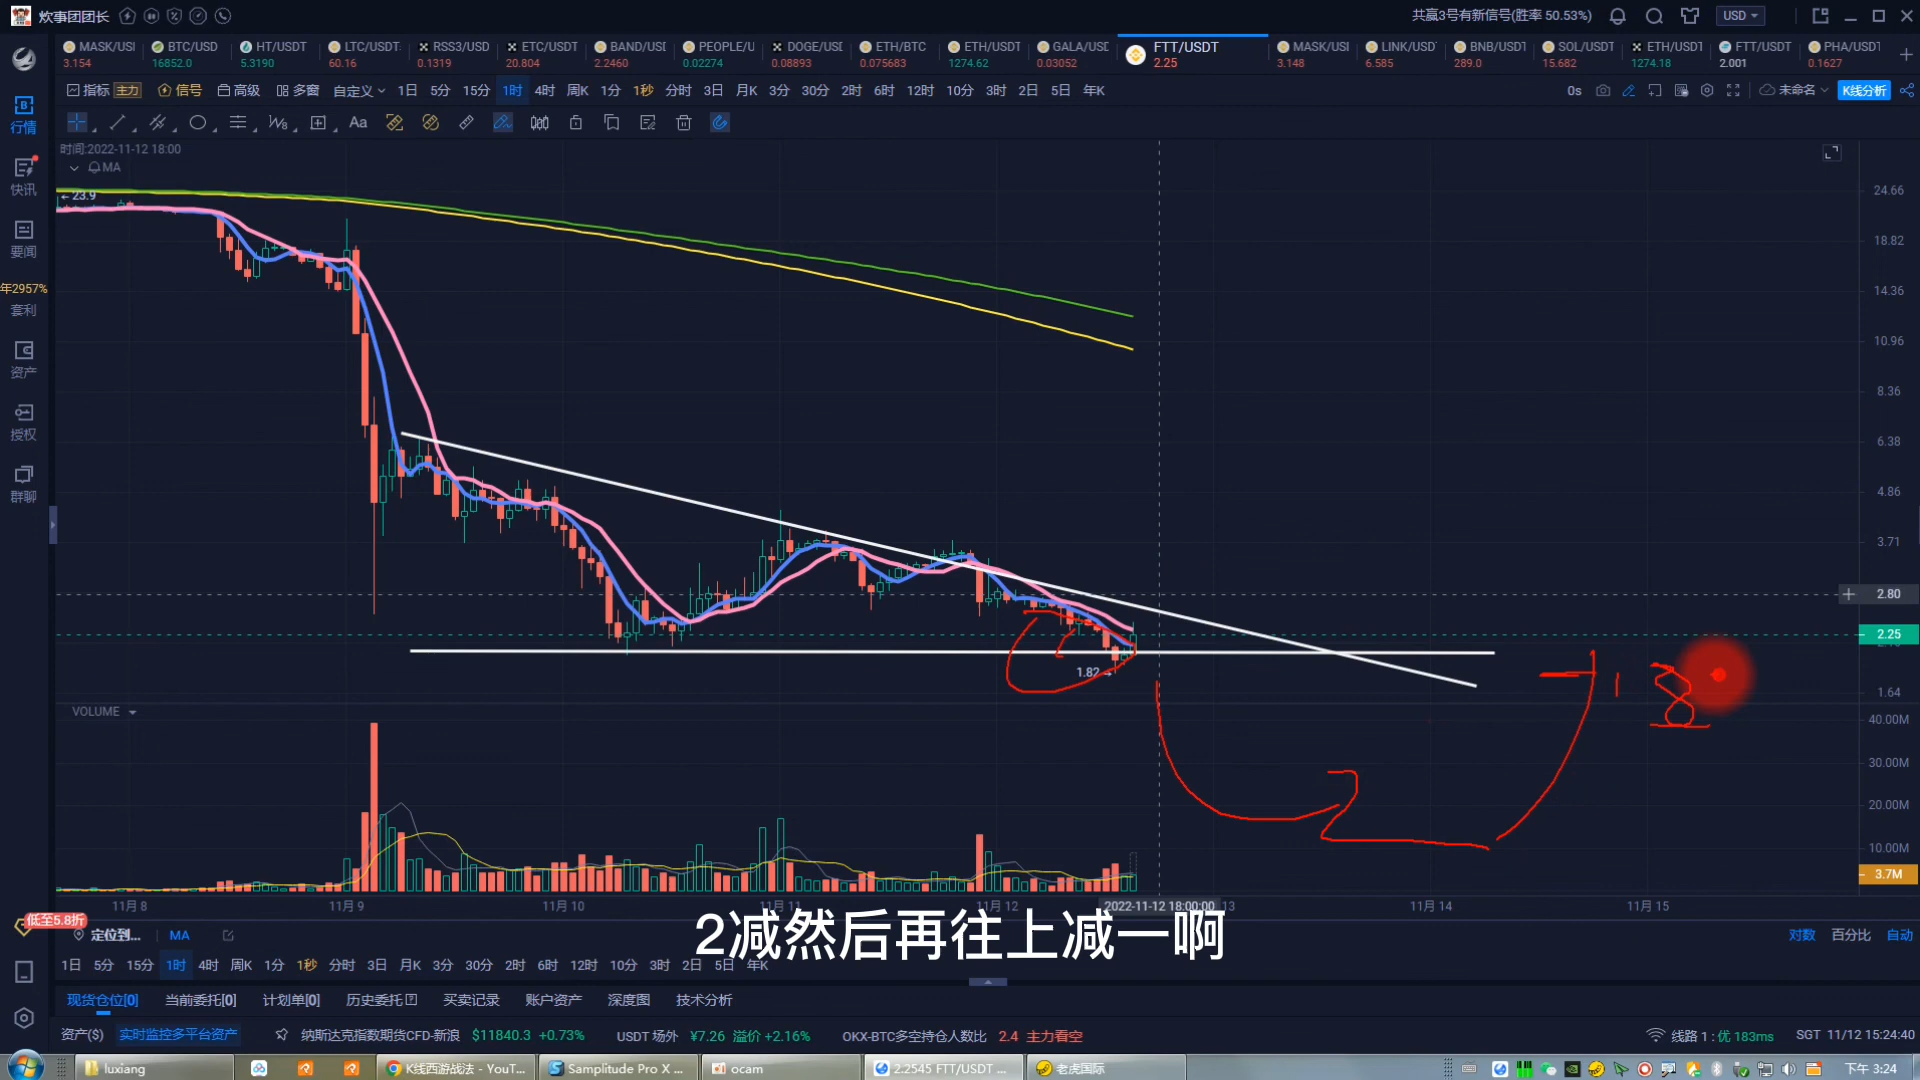 炊事团团长
共赢3号有新信号(胜率 50.53%)
USD
MASK/USI BTC/USD HT/USDT LTC/USDT RSS3/USD ETC/USDT BAND/USD PEOPLE/U DOGE/USD ETH/BTC ETH/USDT GALA/USD FTT/USDT MASK/USI LINK/USD BNB/USDT SOL/USDT ETH/USDT FTT/USDT PHA/USDT
3.154 16852.0 5.3190 60.16 0.1319 20.804 2.2460 0.02274 0.08893 0.075683 1274.62 0.03052 2.25 3.148 6.585 289.0 15.682 1274.18 2.001 0.1627
指标 主力 信号 高级 多窗 自定义 1日 5分 15分 1时 4时 周K 1分 1秒 分时 3日 月K 3分 30分 2时 6时 12时 10分 3时 2日 5日 年K 0s 未命名 K线分析
Aa
时间:2022-11-12 18:00
MA
行情
快讯
要闻
年2957%
套利
资产
授权
群聊
低至5.8折
23.9
1.82
24.66
18.82
14.36
10.96
8.36
6.38
4.86
3.71
2.80
2.25
1.64
2
1 8
VOLUME
40.00M
30.00M
20.00M
10.00M
3.7M
11月8 11月9 11月10 11月11 11月12 2022-11-12 18:00:00 13 11月14 11月15
2减然后再往上减一啊
定位到... MA
对数 百分比 自动
1日 5分 15分 1时 4时 周K 1分 1秒 分时 3日 月K 3分 30分 2时 6时 12时 10分 3时 2日 5日 年K
现货仓位[0] 当前委托[0] 计划单[0] 历史委托 买卖记录 账户资产 深度图 技术分析
资产($) 实时监控多平台资产 纳斯达克指数期货CFD-新浪 $11840.3 +0.73% USDT 场外 ¥7.26 溢价+2.16% OKX-BTC多空持仓人数比 2.4 主力看空 线路1:优 183ms SGT 11/12 15:24:40
luxiang K线西游战法 - YouT... Samplitude Pro X ... ocam 2.2545 FTT/USDT ... 老虎国际 下午 3:24